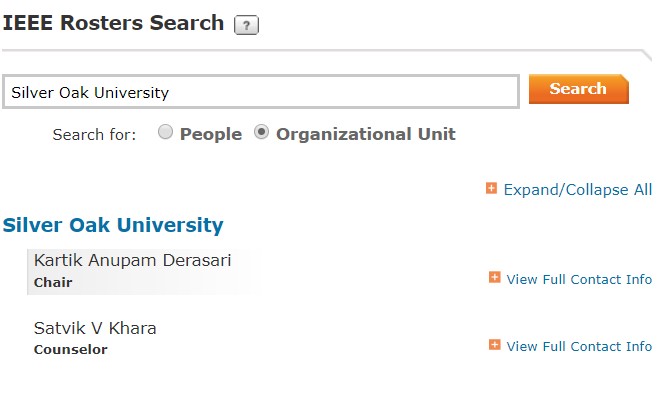 IEEE Rosters Search ?
Silver Oak University
Search
Search for: People Organizational Unit
Expand/Collapse All
Silver Oak University
Kartik Anupam Derasari
Chair
View Full Contact Info
Satvik V Khara
Counselor
View Full Contact Info